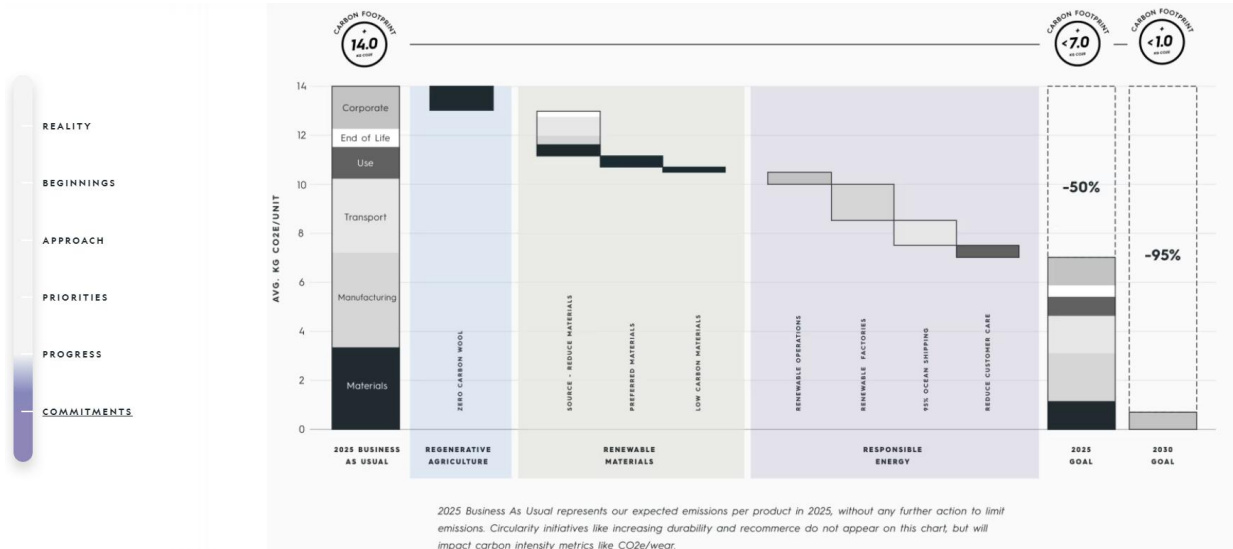 CARBON FOOTPRINT
14.0
KG CO2E
CARBON FOOTPRINT
<7.0
KG CO2E
CARBON FOOTPRINT
<1.0
KG CO2E
REALITY
BEGINNINGS
APPROACH
PRIORITIES
PROGRESS
COMMITMENTS
AVG. KG CO2E/UNIT
14
12
10
8
6
4
2
0
Corporate
End of Life
Use
Transport
Manufacturing
Materials
ZERO CARBON WOOL
SOURCE - REDUCE MATERIALS
PREFERRED MATERIALS
LOW CARBON MATERIALS
RENEWABLE OPERATIONS
RENEWABLE FACTORIES
95% OCEAN SHIPPING
REDUCE CUSTOMER CARE
-50%
-95%
2025 BUSINESS
AS USUAL
REGENERATIVE
AGRICULTURE
RENEWABLE
MATERIALS
RESPONSIBLE
ENERGY
2025
GOAL
2030
GOAL
2025 Business As Usual represents our expected emissions per product in 2025, without any further action to limit
emissions. Circularity initiatives like increasing durability and recommerce do not appear on this chart, but will
impact carbon intensity metrics like CO2e/wear.